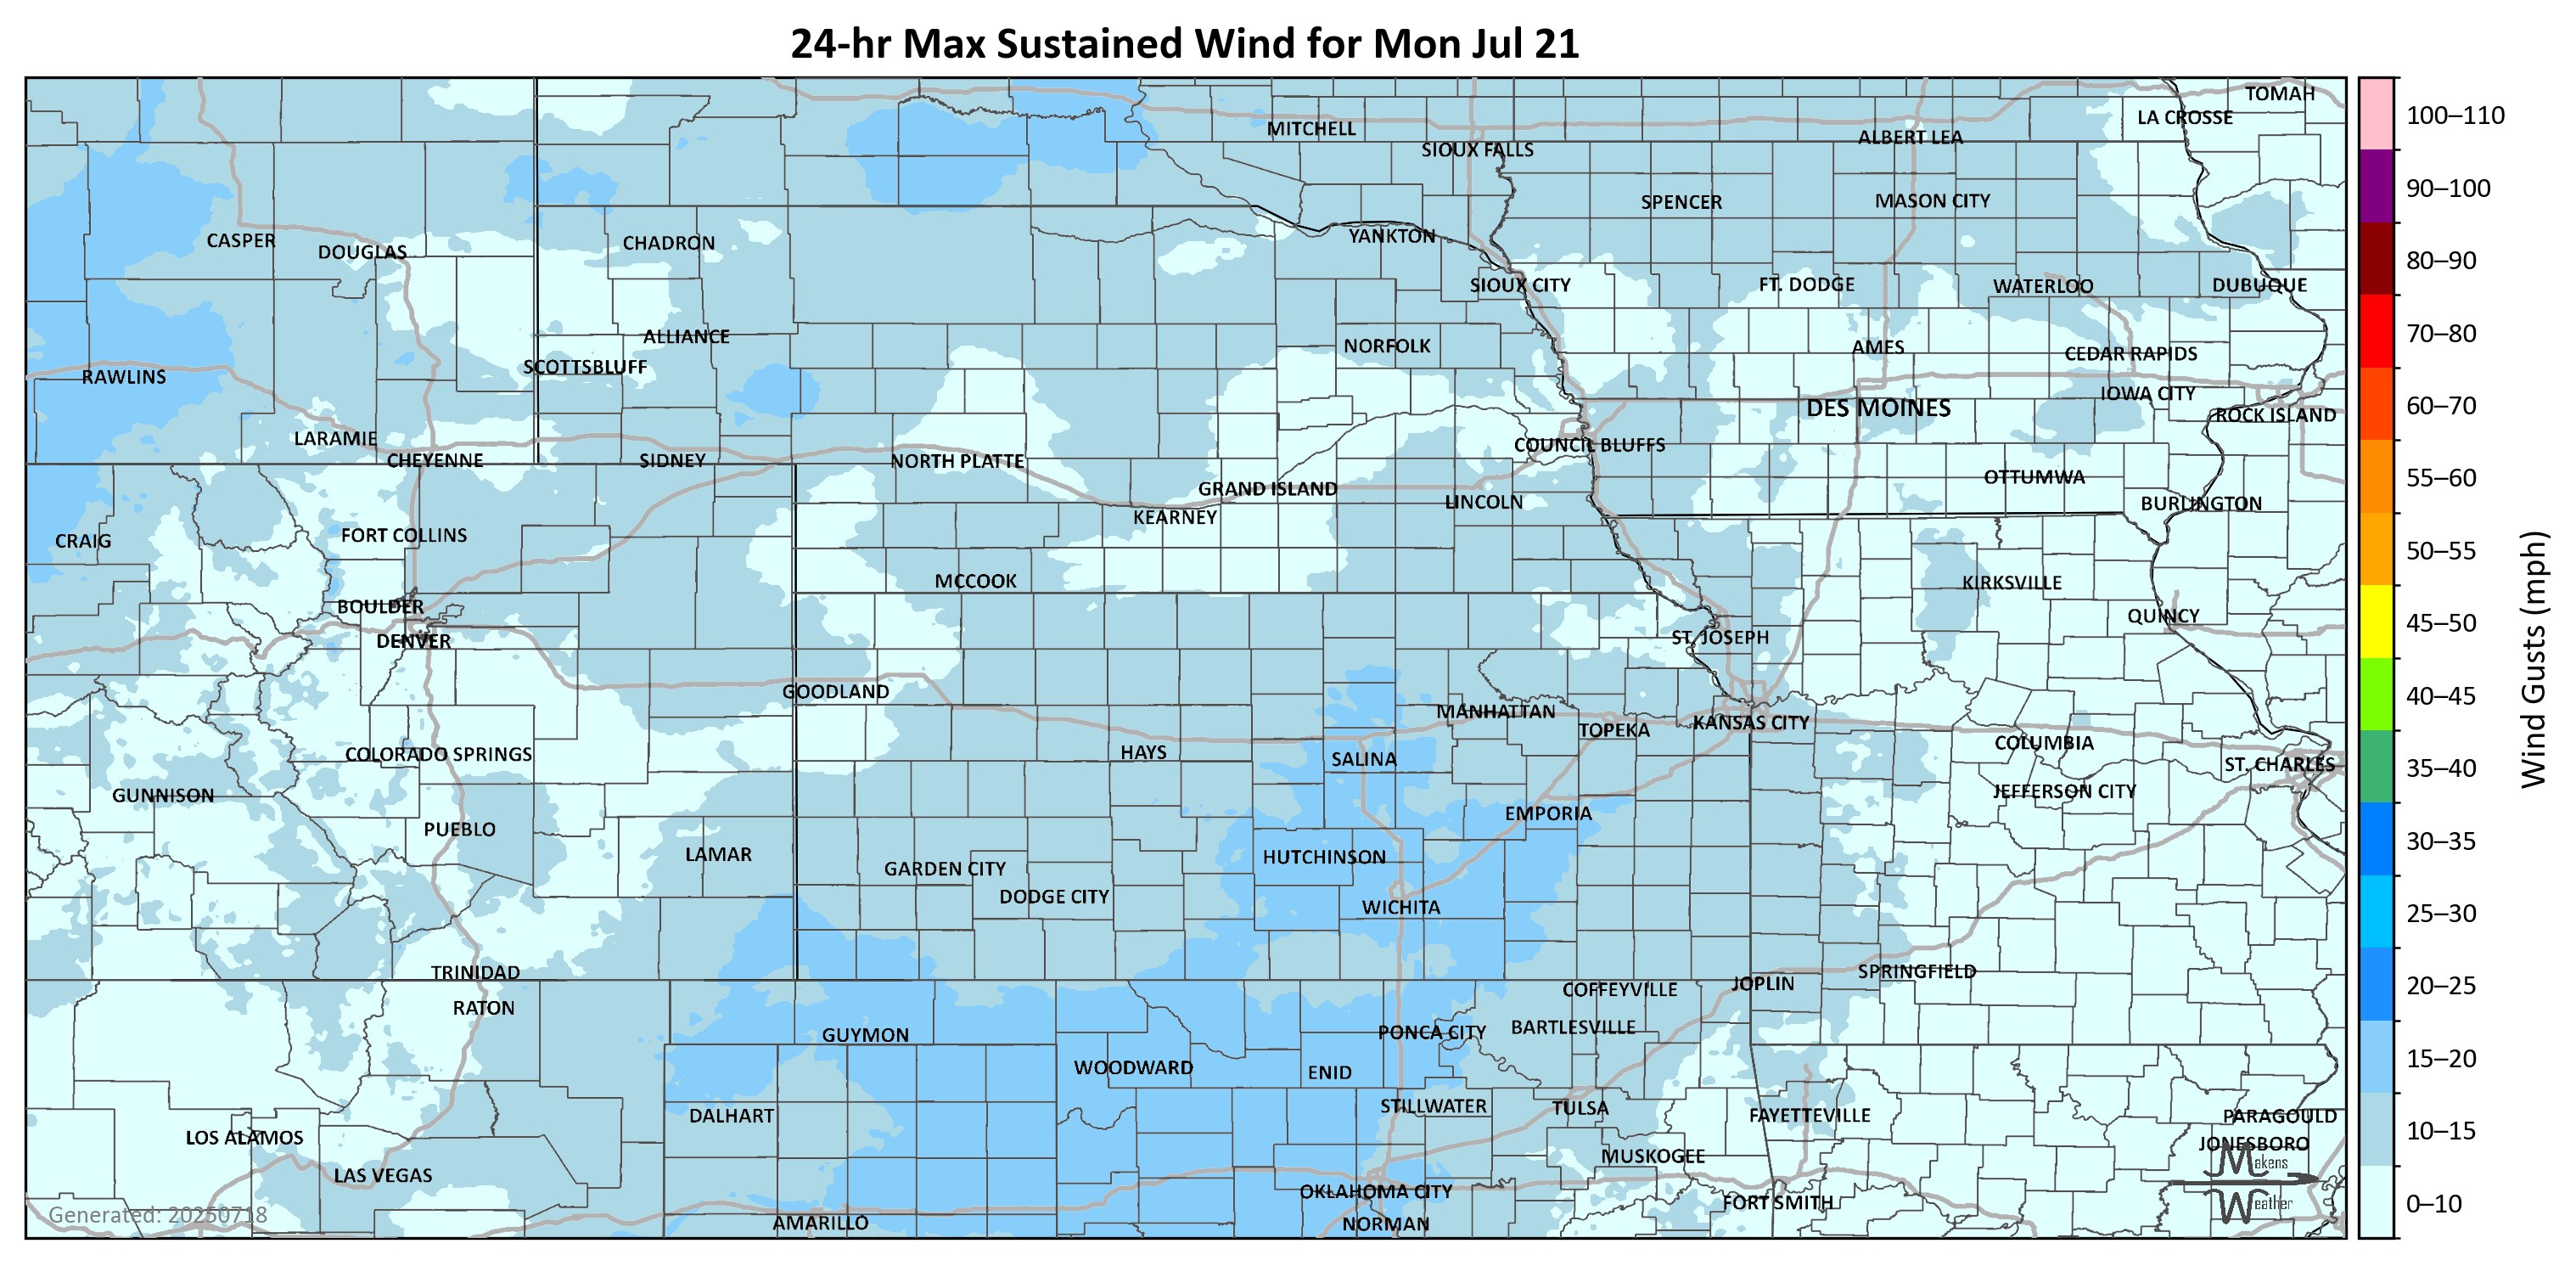 24-hr Max Sustained Wind for Mon Jul 21
TOMAH
LA CROSSE
MITCHELL
ALBERT LEA
SIOUX FALLS
SPENCER
MASON CITY
CASPER
DOUGLAS
CHADRON
YANKTON
SIOUX CITY
FT. DODGE
WATERLOO
DUBUQUE
ALLIANCE
NORFOLK
AMES
CEDAR RAPIDS
SCOTTSBLUFF
RAWLINS
IOWA CITY
DES MOINES
ROCK ISLAND
LARAMIE
COUNCIL BLUFFS
CHEYENNE
SIDNEY
NORTH PLATTE
OTTUMWA
GRAND ISLAND
LINCOLN
BURLINGTON
KEARNEY
FORT COLLINS
CRAIG
MCCOOK
KIRKSVILLE
BOULDER
QUINCY
DENVER
ST. JOSEPH
GOODLAND
MANHATTAN
TOPEKA
KANSAS CITY
COLUMBIA
COLORADO SPRINGS
HAYS
SALINA
ST. CHARLES
GUNNISON
JEFFERSON CITY
EMPORIA
PUEBLO
LAMAR
HUTCHINSON
GARDEN CITY
DODGE CITY
WICHITA
TRINIDAD
SPRINGFIELD
JOPLIN
COFFEYVILLE
RATON
GUYMON
PONCA CITY
BARTLESVILLE
WOODWARD
ENID
STILLWATER
TULSA
DALHART
FAYETTEVILLE
PARAGOULD
LOS ALAMOS
JONESBORO
MUSKOGEE
LAS VEGAS
OKLAHOMA CITY
FORT SMITH
AMARILLO
NORMAN
Generated: 20250718
Makens
Weather
100–110
90–100
80–90
70–80
60–70
55–60
50–55
45–50
40–45
35–40
30–35
25–30
20–25
15–20
10–15
0–10
Wind Gusts (mph)